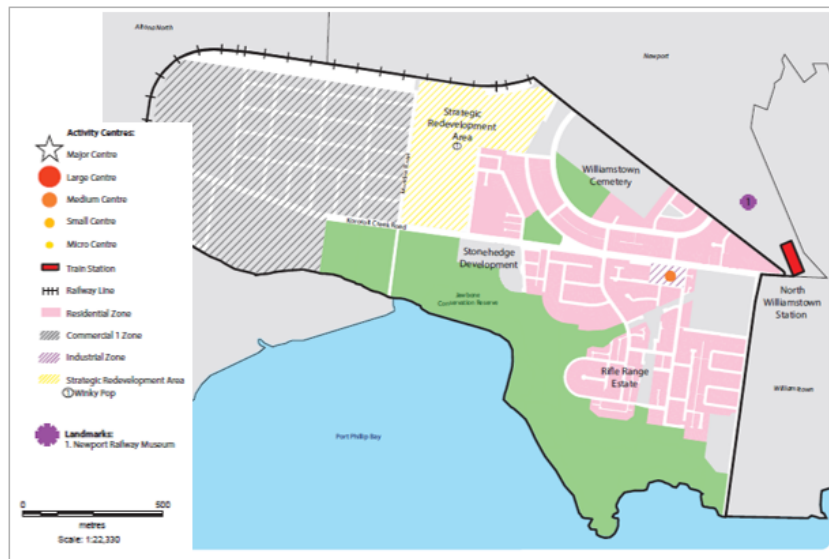 Altona North
Newport
Strategic
Redevelopment
Area
1
Williamstown
Cemetery
Kororoit Creek Road
Stonehedge
Development
Jawbone
Conservation Reserve
1
North
Williamstown
Station
Williamstown
Rifle Range
Estate
Port Phillip Bay
Activity Centres:
Major Centre
Large Centre
Medium Centre
Small Centre
Micro Centre
Train Station
Railway Line
Residential Zone
Commercial 1 Zone
Industrial Zone
Strategic Redevelopment Area
1 Winky Pop
Landmarks:
1. Newport Railway Museum
0 500
metres
Scale: 1:22,330